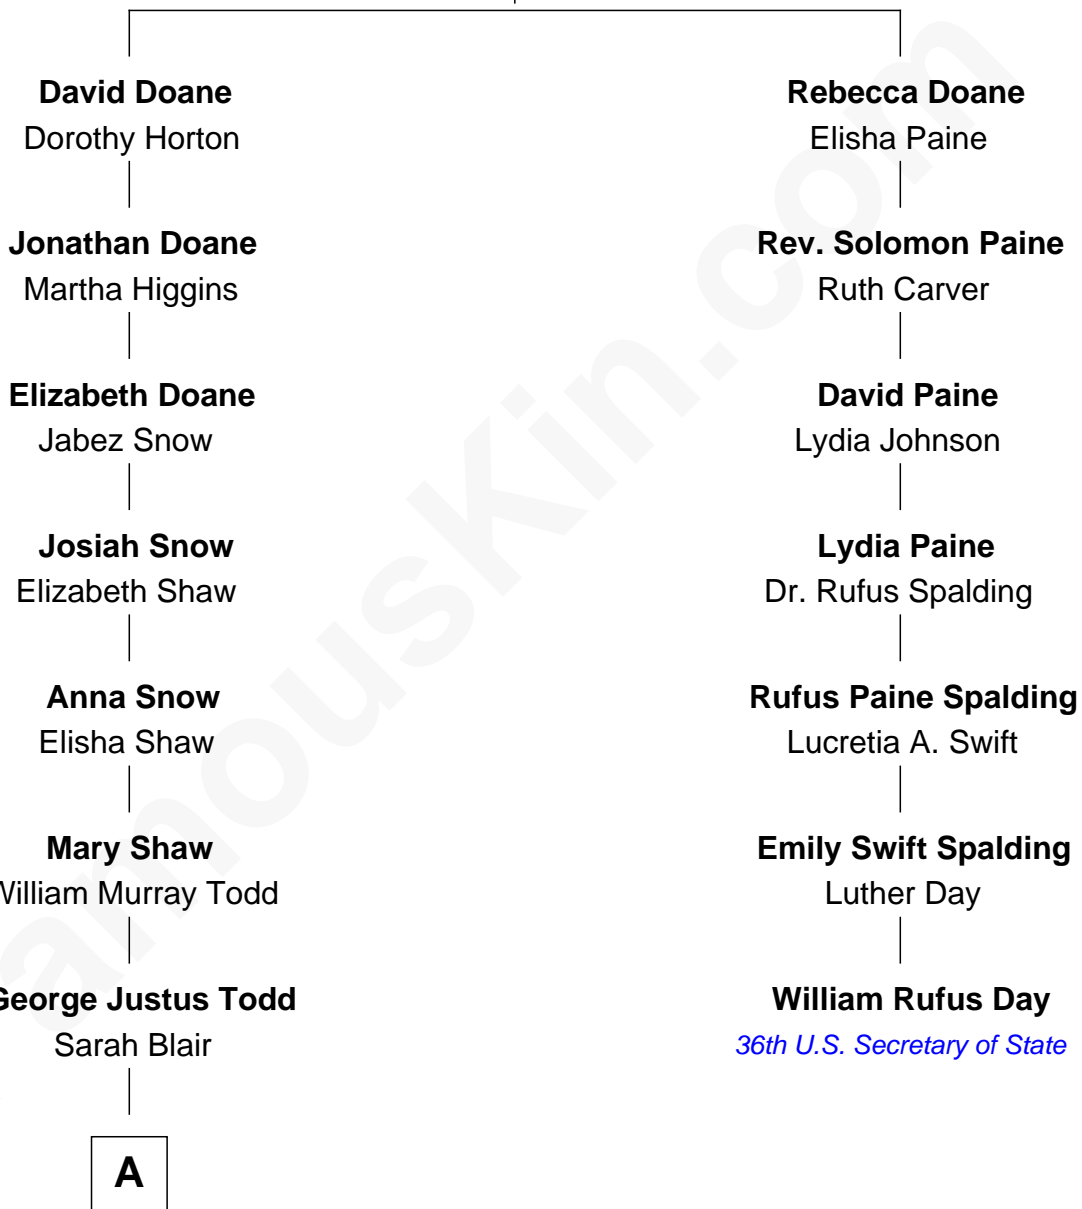 David Doane
Dorothy Horton
Jonathan Doane
Martha Higgins
Elizabeth Doane
Jabez Snow
Josiah Snow
Elizabeth Shaw
Anna Snow
Elisha Shaw
Mary Shaw
William Murray Todd
George Justus Todd
Sarah Blair
A
Rebecca Doane
Elisha Paine
Rev. Solomon Paine
Ruth Carver
David Paine
Lydia Johnson
Lydia Paine
Dr. Rufus Spalding
Rufus Paine Spalding
Lucretia A. Swift
Emily Swift Spalding
Luther Day
William Rufus Day
36th U.S. Secretary of State
amouskin.com